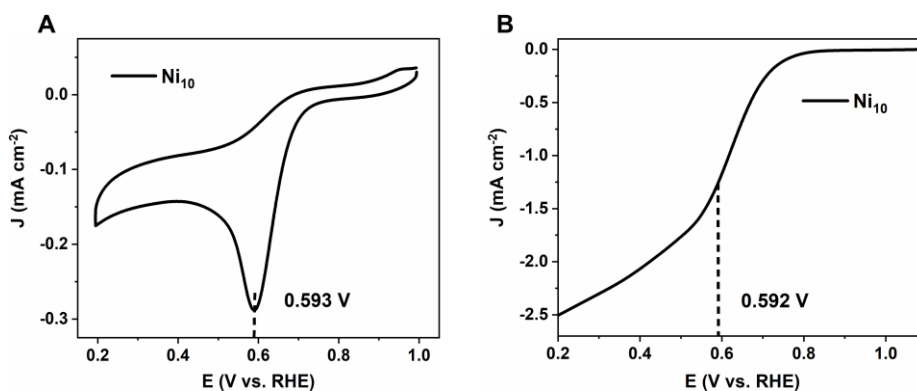 A
Ni10
0.0
-0.1
-0.2
-0.3
J (mA cm-2)
0.593 V
0.2
0.4
0.6
0.8
1.0
E (V vs. RHE)
B
Ni10
0.0
-0.5
-1.0
-1.5
-2.0
-2.5
J (mA cm-2)
0.592 V
0.2
0.4
0.6
0.8
1.0
E (V vs. RHE)